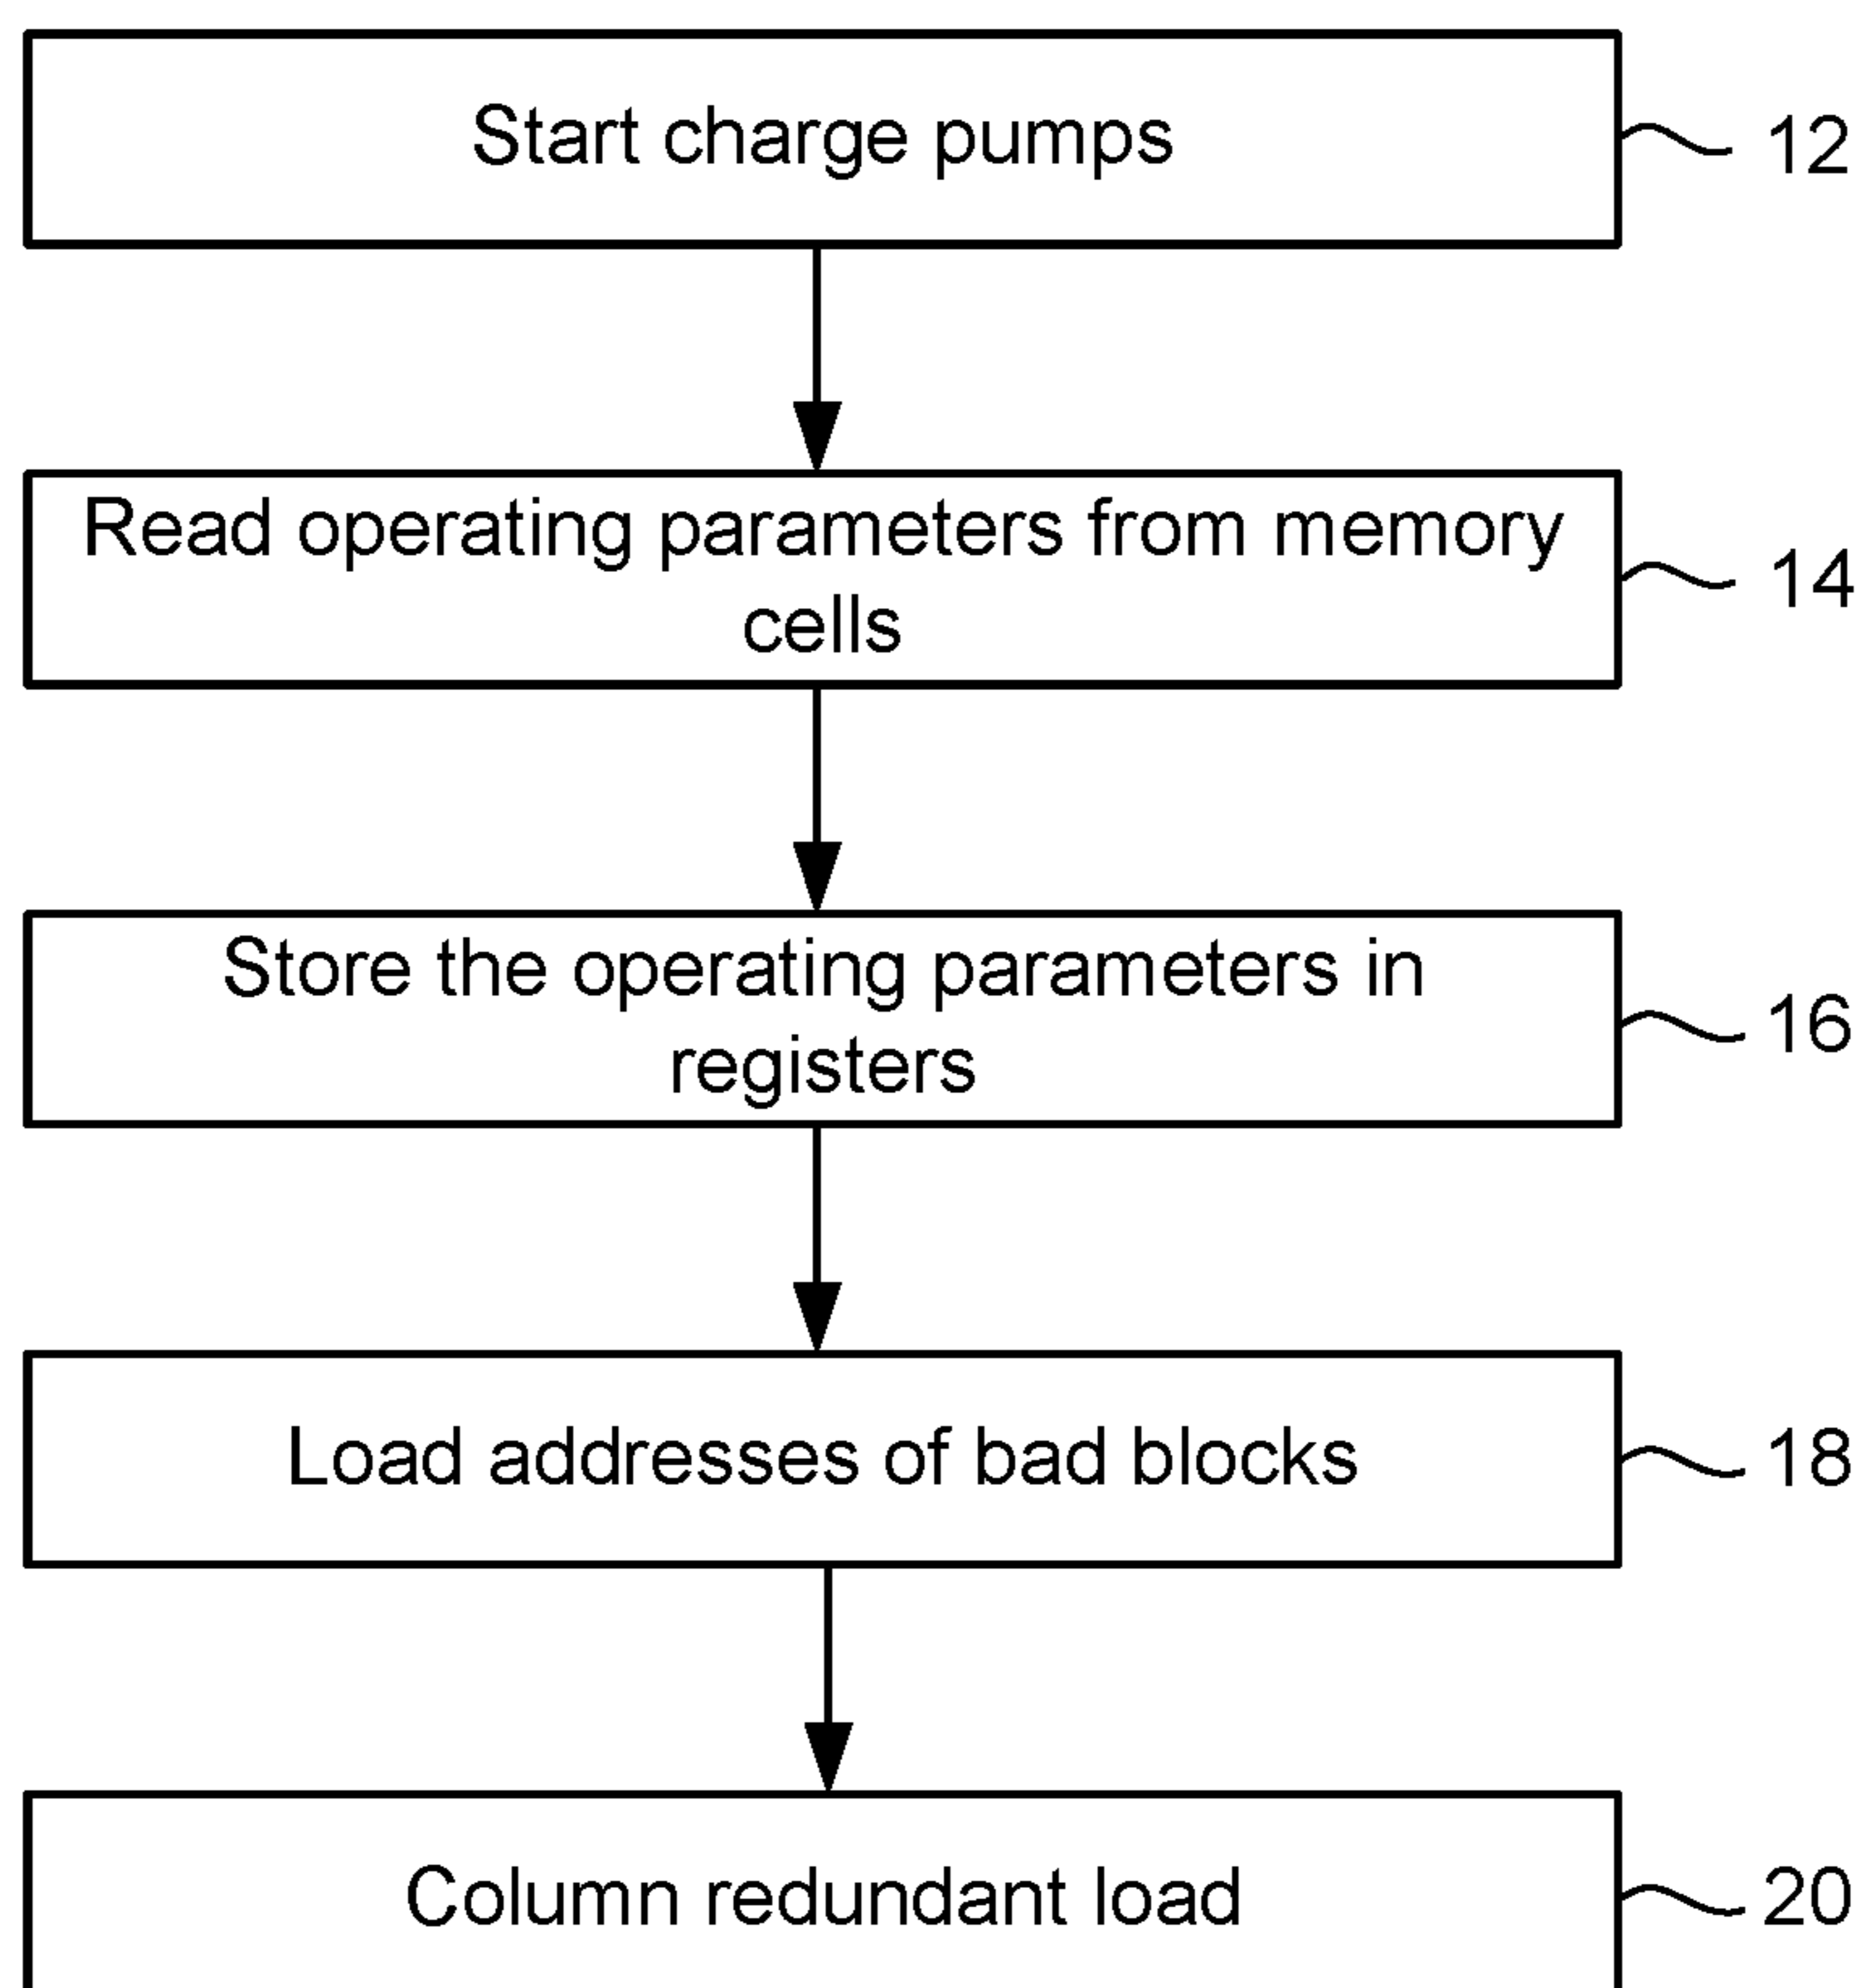 Start charge pumps
12
Read operating parameters from memory
cells
14
Store the operating parameters in
registers
16
Load addresses of bad blocks
18
Column redundant load
20